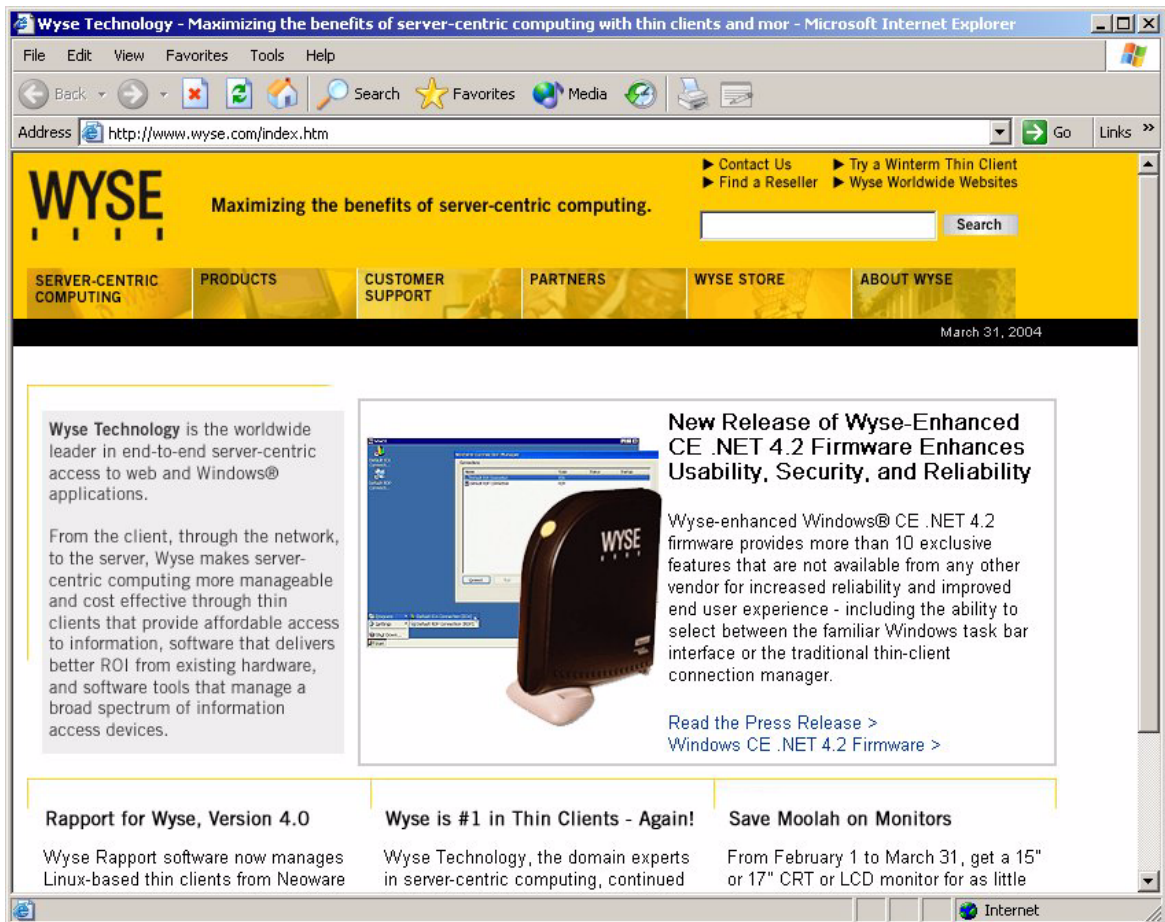 Wyse Technology - Maximizing the benefits of server-centric computing with thin clients and mor - Microsoft Internet Explorer
File Edit View Favorites Tools Help
Back Search Favorites Media
Address http://www.wyse.com/index.htm Go Links »
WYSE
Maximizing the benefits of server-centric computing.
► Contact Us ► Try a Winterm Thin Client
► Find a Reseller ► Wyse Worldwide Websites
Search
SERVER-CENTRIC
COMPUTING
PRODUCTS
CUSTOMER
SUPPORT
PARTNERS
WYSE STORE
ABOUT WYSE
March 31, 2004
Wyse Technology is the worldwide
leader in end-to-end server-centric
access to web and Windows®
applications.
From the client, through the network,
to the server, Wyse makes server-
centric computing more manageable
and cost effective through thin
clients that provide affordable access
to information, software that delivers
better ROI from existing hardware,
and software tools that manage a
broad spectrum of information
access devices.
WYSE
New Release of Wyse-Enhanced
CE .NET 4.2 Firmware Enhances
Usability, Security, and Reliability
Wyse-enhanced Windows® CE .NET 4.2
firmware provides more than 10 exclusive
features that are not available from any other
vendor for increased reliability and improved
end user experience - including the ability to
select between the familiar Windows task bar
interface or the traditional thin-client
connection manager.
Read the Press Release >
Windows CE .NET 4.2 Firmware >
Rapport for Wyse, Version 4.0
Wyse Rapport software now manages
Linux-based thin clients from Neoware
Wyse is #1 in Thin Clients - Again!
Wyse Technology, the domain experts
in server-centric computing, continued
Save Moolah on Monitors
From February 1 to March 31, get a 15"
or 17" CRT or LCD monitor for as little
Internet